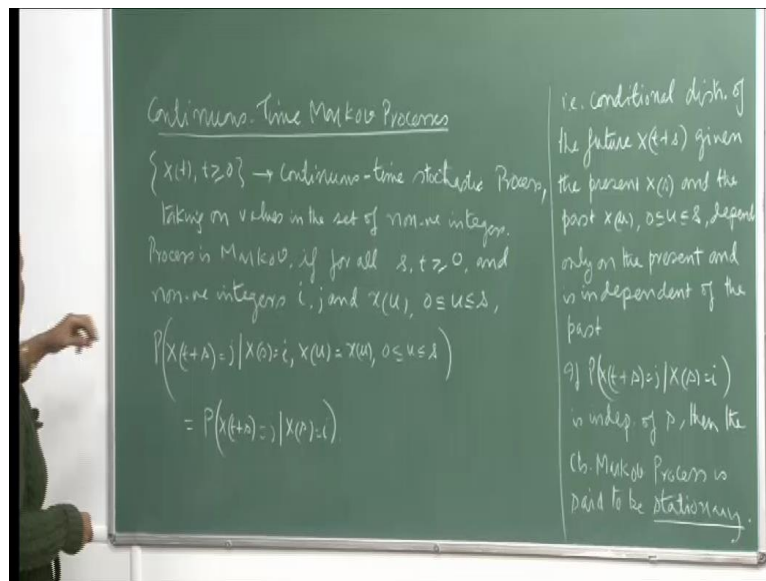 Continuous-Time Markov Processes
{X(t), t ≥ 0} → Continuous-time stochastic Process,
taking on values in the set of non-ve integers.
Process is Markov, if for all s, t ≥ 0, and
non-ve integers i, j and x(u), 0 ≤ u ≤ s,
P(X(t+s)=j | X(s)=i, X(u)=x(u), 0 ≤ u ≤ s)
= P(X(t+s)=j | X(s)=i).
i.e. conditional distn. of
the future X(t+s) given
the present X(s) and the
past X(u), 0 ≤ u ≤ s, depend
only on the present and
is independent of the
past
If P(X(t+s)=j | X(s)=i)
is indep. of s, then the
Ct. Markov Process is
said to be stationary.